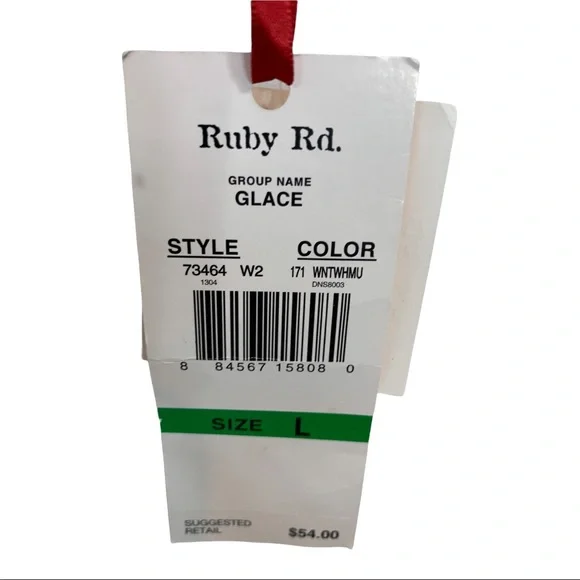 Ruby Rd.
GROUP NAME
GLACE
STYLE COLOR
73464 W2 171 WNTWHMU
1304 DNS8003
8 84567 15808 0
SIZE L
SUGGESTED
RETAIL $54.00